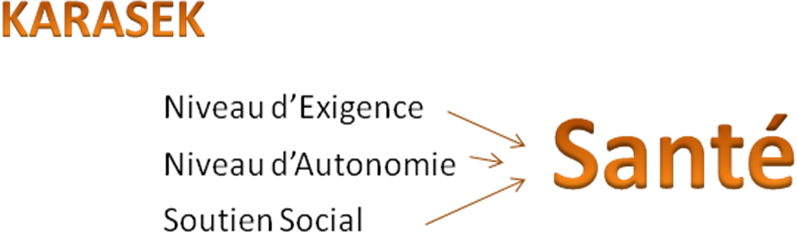 KARASEK
Niveau d'Exigence
Niveau d'Autonomie
Santé
Soutien Social